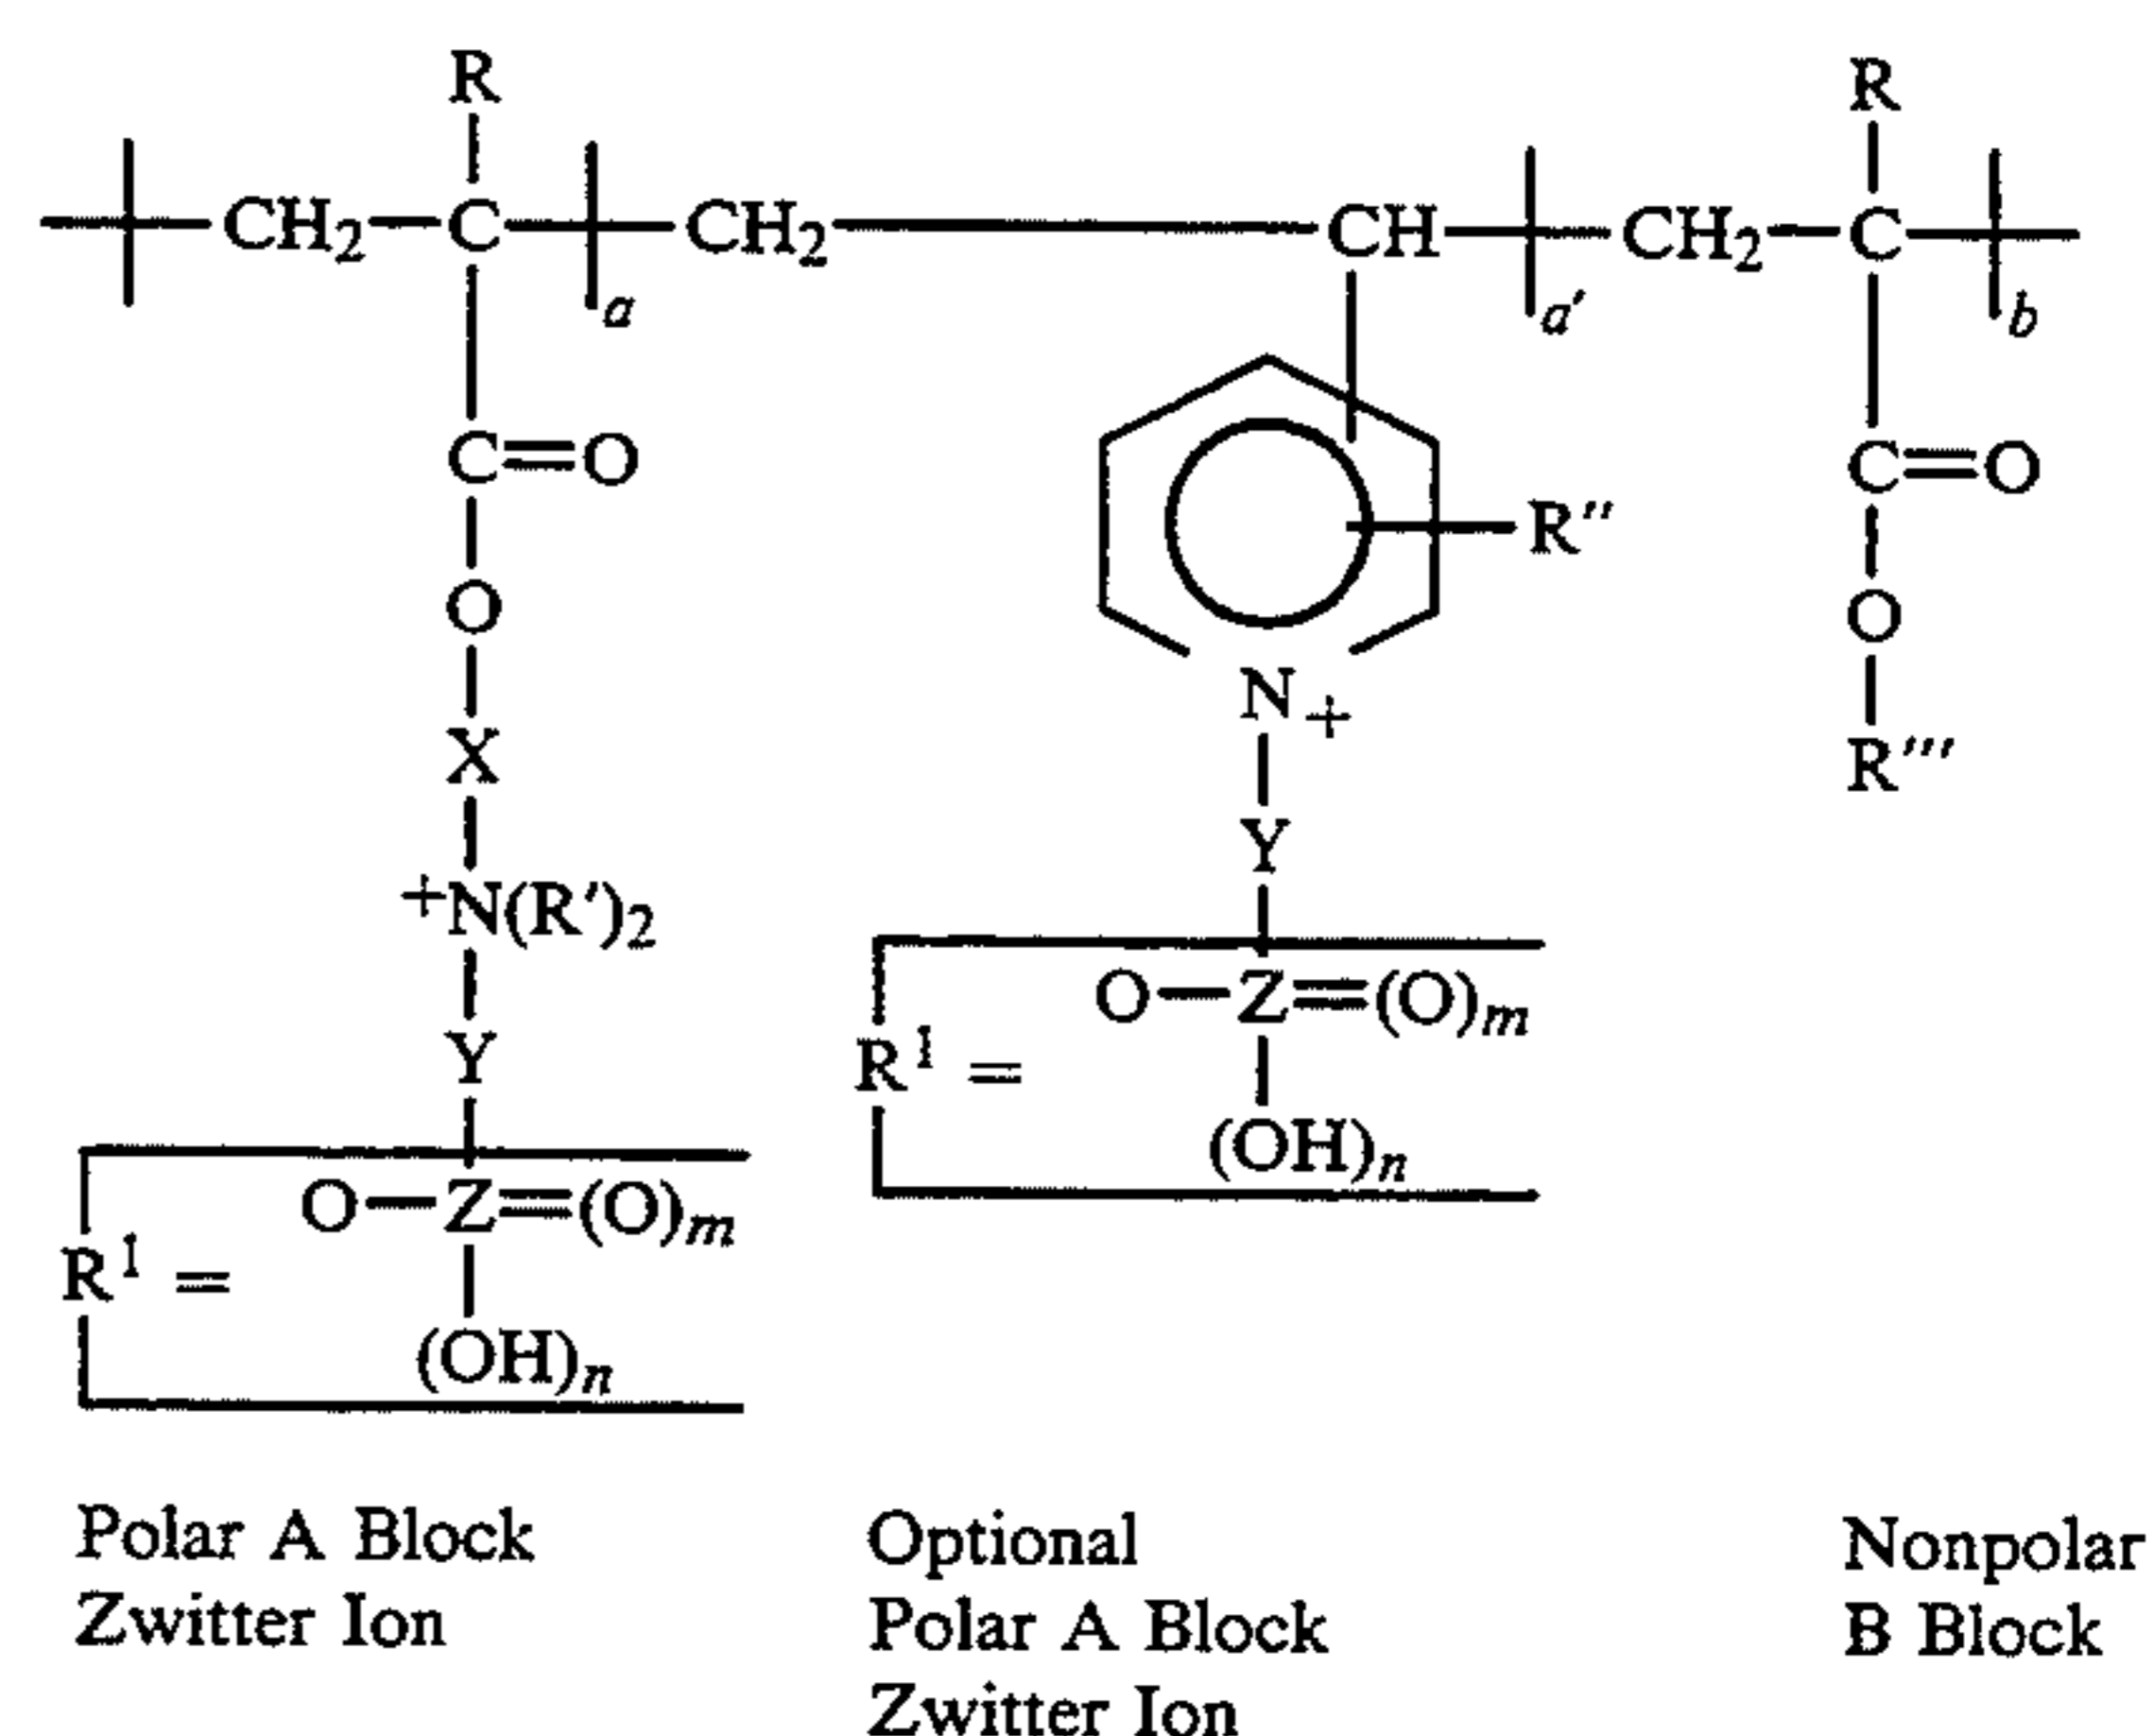 R R
CH2—C CH2 CH CH2—C
a a′ b
C=O C=O
R″
O O
N+
X R‴
Y
+N(R′)2
O—Z=(O)m
Y
R1 =
(OH)n
O—Z=(O)m
R1 =
(OH)n
Polar A Block
Zwitter Ion
Optional
Polar A Block
Zwitter Ion
Nonpolar
B Block